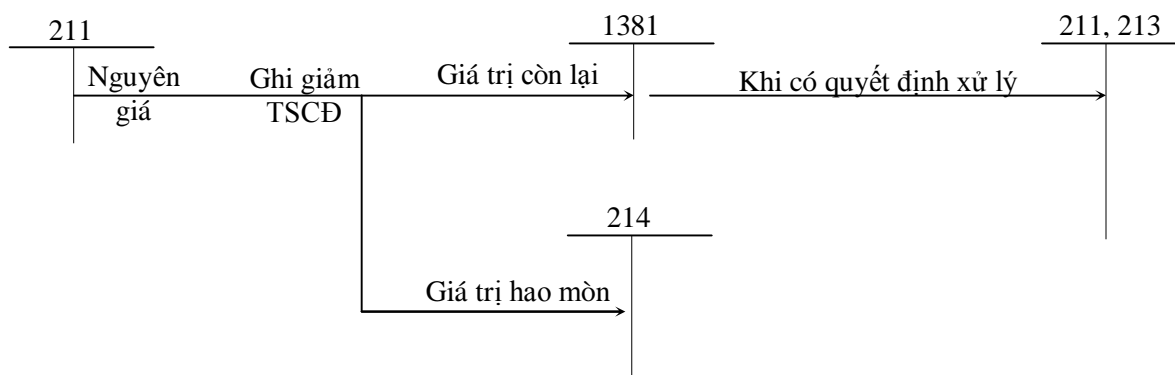 211
1381
211, 213
Nguyên giá
Ghi giảm TSCĐ
Giá trị còn lại
Khi có quyết định xử lý
214
Giá trị hao mòn